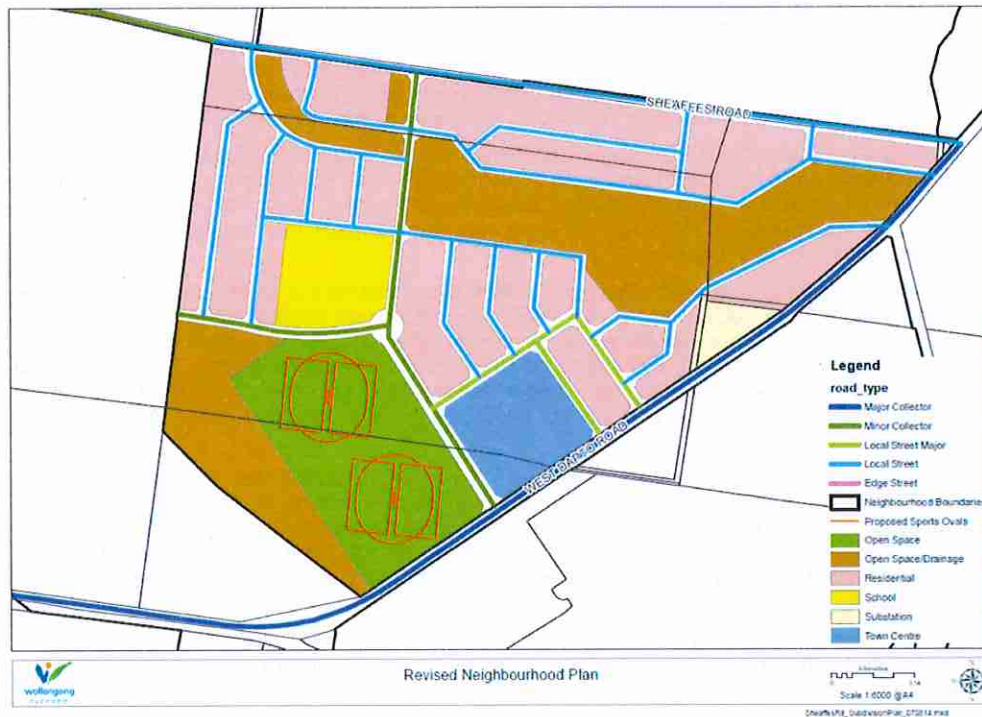 SHEAFFES ROAD
WEST DAPTO ROAD
Legend
road_type
Major Collector
Minor Collector
Local Street Major
Local Street
Edge Street
Neighbourhood Boundarie
Proposed Sports Ovals
Open Space
Open Space/Drainage
Residential
School
Substation
Town Centre
wollongong
Revised Neighbourhood Plan
Scale 1:6000 @A4